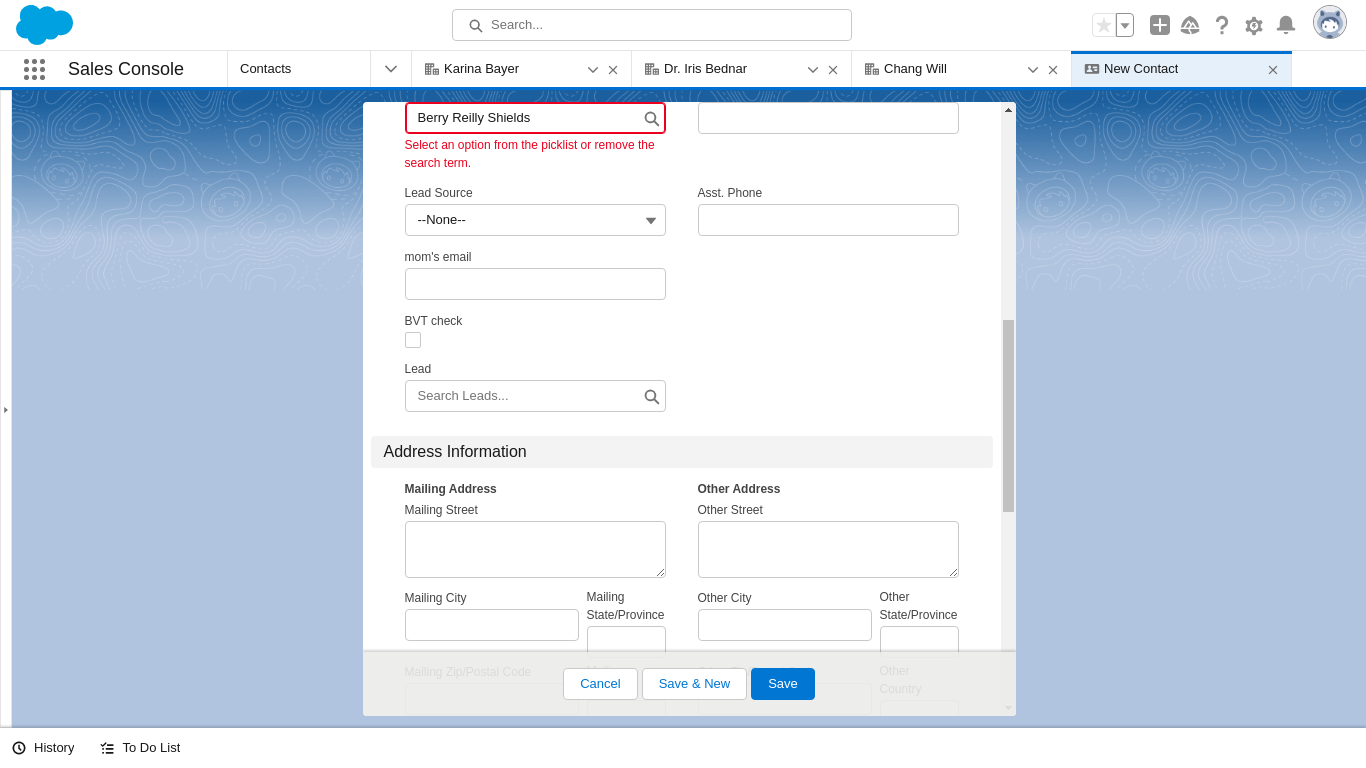 Search...
Sales Console
Contacts
Karina Bayer
Dr. Iris Bednar
Chang Will
New Contact
Berry Reilly Shields
Select an option from the picklist or remove the
search term.
Lead Source
Asst. Phone
--None--
mom's email
BVT check
Lead
Search Leads...
Address Information
Mailing Address
Other Address
Mailing Street
Other Street
Mailing City
Mailing
State/Province
Other City
Other
State/Province
Mailing Zip/Postal Code
Other
Country
Cancel
Save & New
Save
History
To Do List